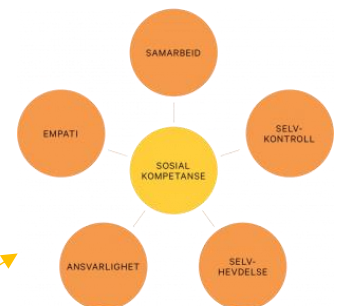 SAMARBEID
EMPATI
SELV-
KONTROLL
SOSIAL
KOMPETANSE
ANSVARLIGHET
SELV-
HEVDELSE